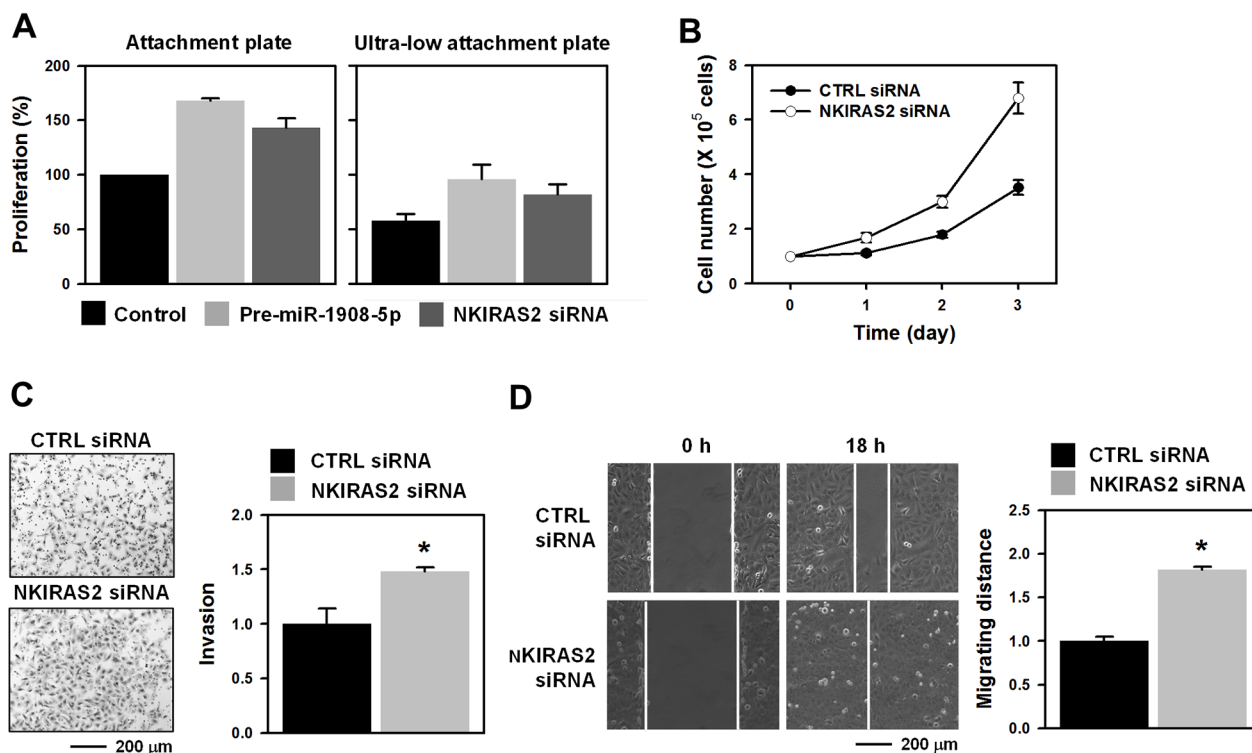 A
Attachment plate
Ultra-low attachment plate
Proliferation (%)
200
150
100
50
0
Control
Pre-miR-1908-5p
NKIRAS2 siRNA
B
Cell number (X 10⁵ cells)
8
6
4
2
0
CTRL siRNA
NKIRAS2 siRNA
0 1 2 3
Time (day)
C
CTRL siRNA
NKIRAS2 siRNA
200 µm
CTRL siRNA
NKIRAS2 siRNA
Invasion
2.0
1.5
1.0
0.5
0.0
*
D
0 h
18 h
CTRL
siRNA
NKIRAS2
siRNA
200 µm
CTRL siRNA
NKIRAS2 siRNA
Migrating distance
2.5
2.0
1.5
1.0
0.5
0.0
*